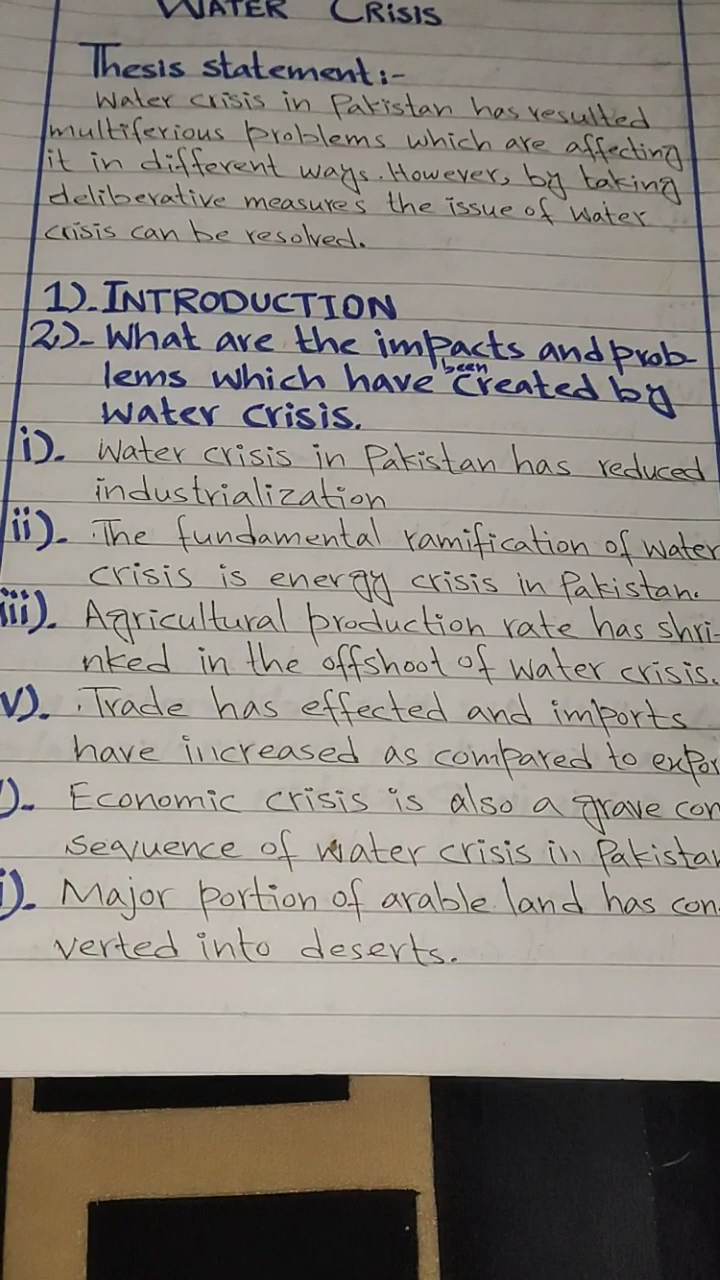 WATER CRISIS
Thesis statement:-
Water crisis in Pakistan has resulted
multiferious problems which are affecting
it in different ways. However, by taking
deliberative measures the issue of water
crisis can be resolved.
1). INTRODUCTION
2)- What are the impacts and prob-
been
lems which have created by
water crisis.
i). Water crisis in Pakistan has reduced
industrialization
ii). The fundamental ramification of water
crisis is energy crisis in Pakistan.
iii). Agricultural production rate has shri-
nked in the offshoot of water crisis.
v). Trade has effected and imports
have increased as compared to expor
)- Economic crisis is also a grave con
sequence of water crisis in Pakistan
i). Major portion of arable land has con-
verted into deserts.